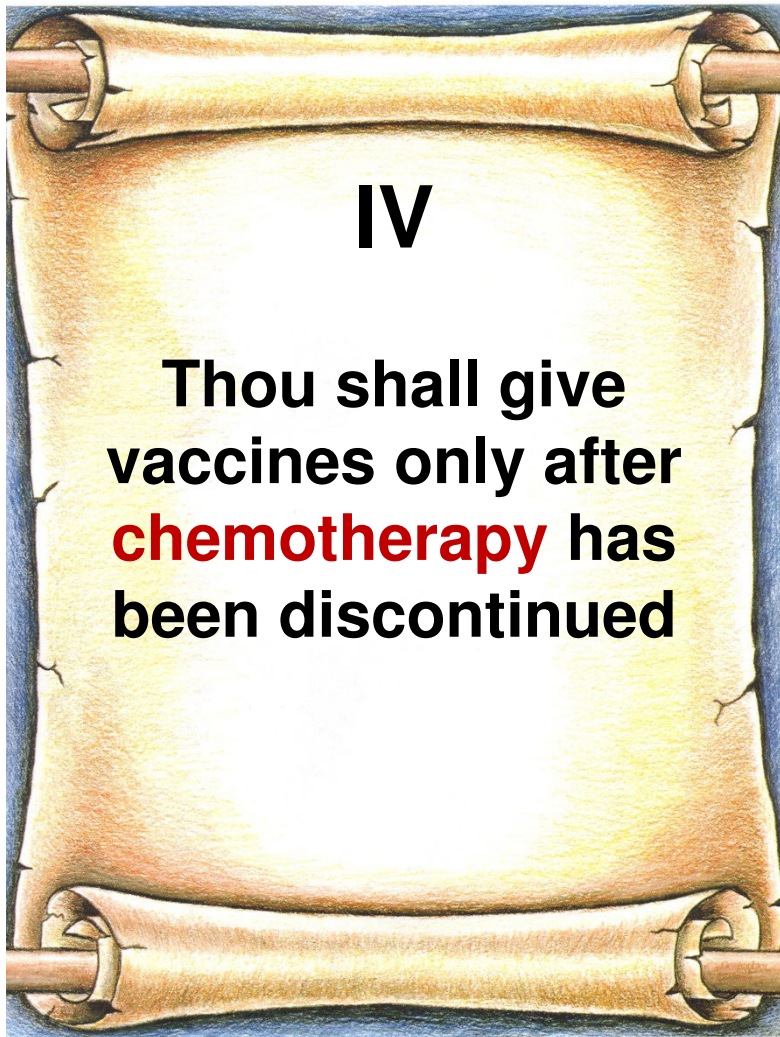 IV
Thou shall give
vaccines only after
chemotherapy has
been discontinued